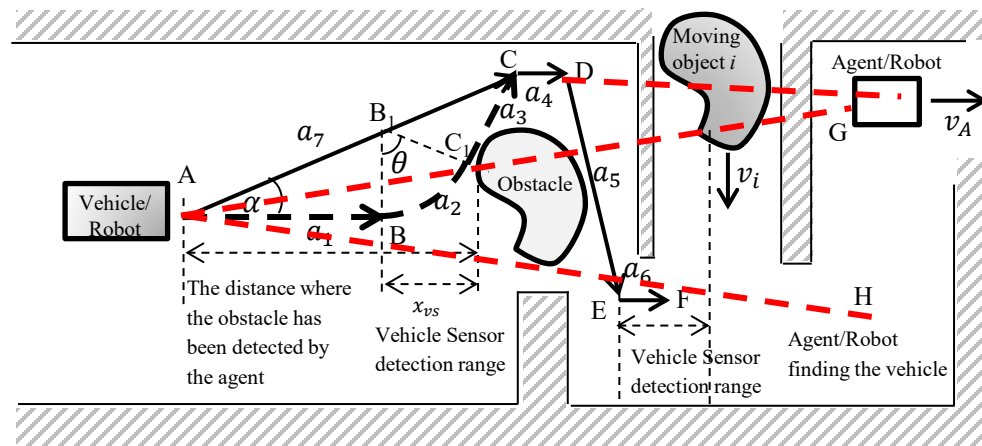 Moving
object i
Agent/Robot
C
D
a₄
a₃
a₇
B₁
C₁
θ
G
v_A
A
Vehicle/
Robot
α
Obstacle
a₅
v_i
a₂
a₁
B
a₆
H
E
F
x_vs
The distance where
the obstacle has
been detected by
the agent
Vehicle Sensor
detection range
Vehicle Sensor
detection range
Agent/Robot
finding the vehicle